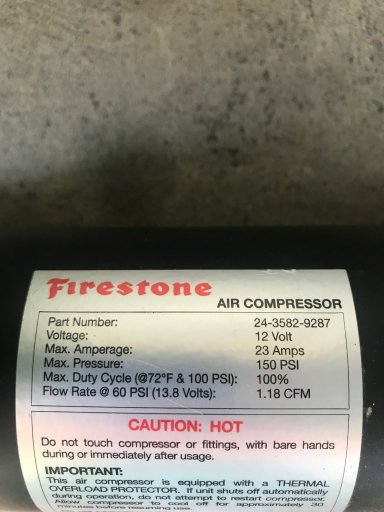 Firestone
AIR COMPRESSOR
Part Number: 24-3582-9287
Voltage: 12 Volt
Max. Amperage: 23 Amps
Max. Pressure: 150 PSI
Max. Duty Cycle (@72°F & 100 PSI): 100%
Flow Rate @ 60 PSI (13.8 Volts): 1.18 CFM
CAUTION: HOT
Do not touch compressor or fittings, with bare hands
during or immediately after usage.
IMPORTANT:
This air compressor is equipped with a THERMAL
OVERLOAD PROTECTOR. If unit shuts off automatically
during operation, do not attempt to restart compressor.
Allow compressor to cool off for approximately 30
minutes before resuming use.